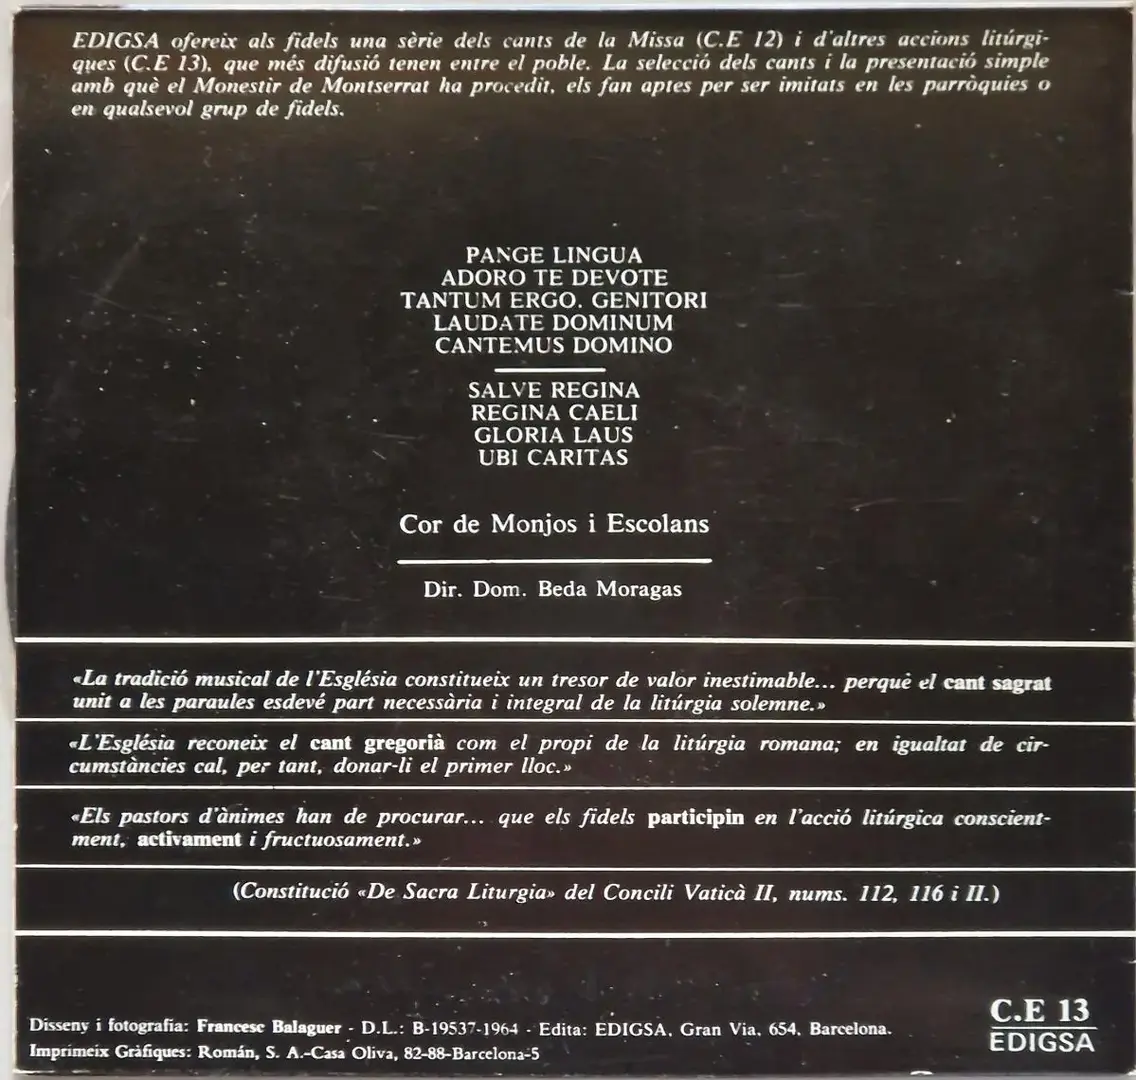 EDIGSA ofereix als fidels una sèrie dels cants de la Missa (C.E 12) i d'altres accions litúrgi-
ques (C.E 13), que més difusió tenen entre el poble. La selecció dels cants i la presentació simple
amb què el Monestir de Montserrat ha procedit, els fan aptes per ser imitats en les parròquies o
en qualsevol grup de fidels.
PANGE LINGUA
ADORO TE DEVOTE
TANTUM ERGO. GENITORI
LAUDATE DOMINUM
CANTEMUS DOMINO
SALVE REGINA
REGINA CAELI
GLORIA LAUS
UBI CARITAS
Cor de Monjos i Escolans
Dir. Dom. Beda Moragas
«La tradició musical de l'Església constitueix un tresor de valor inestimable... perquè el cant sagrat
unit a les paraules esdevé part necessària i integral de la litúrgia solemne.»
«L'Església reconeix el cant gregorià com el propi de la litúrgia romana; en igualtat de cir-
cumstàncies cal, per tant, donar-li el primer lloc.»
«Els pastors d'ànimes han de procurar... que els fidels participin en l'acció litúrgica conscient-
ment, activament i fructuosament.»
(Constitució «De Sacra Liturgia» del Concili Vaticà II, nums. 112, 116 i II.)
C.E 13
EDIGSA
Disseny i fotografia: Francesc Balaguer - D.L.: B-19537-1964 - Edita: EDIGSA, Gran Via, 654, Barcelona.
Imprimeix Gràfiques: Román, S. A.-Casa Oliva, 82-88-Barcelona-5